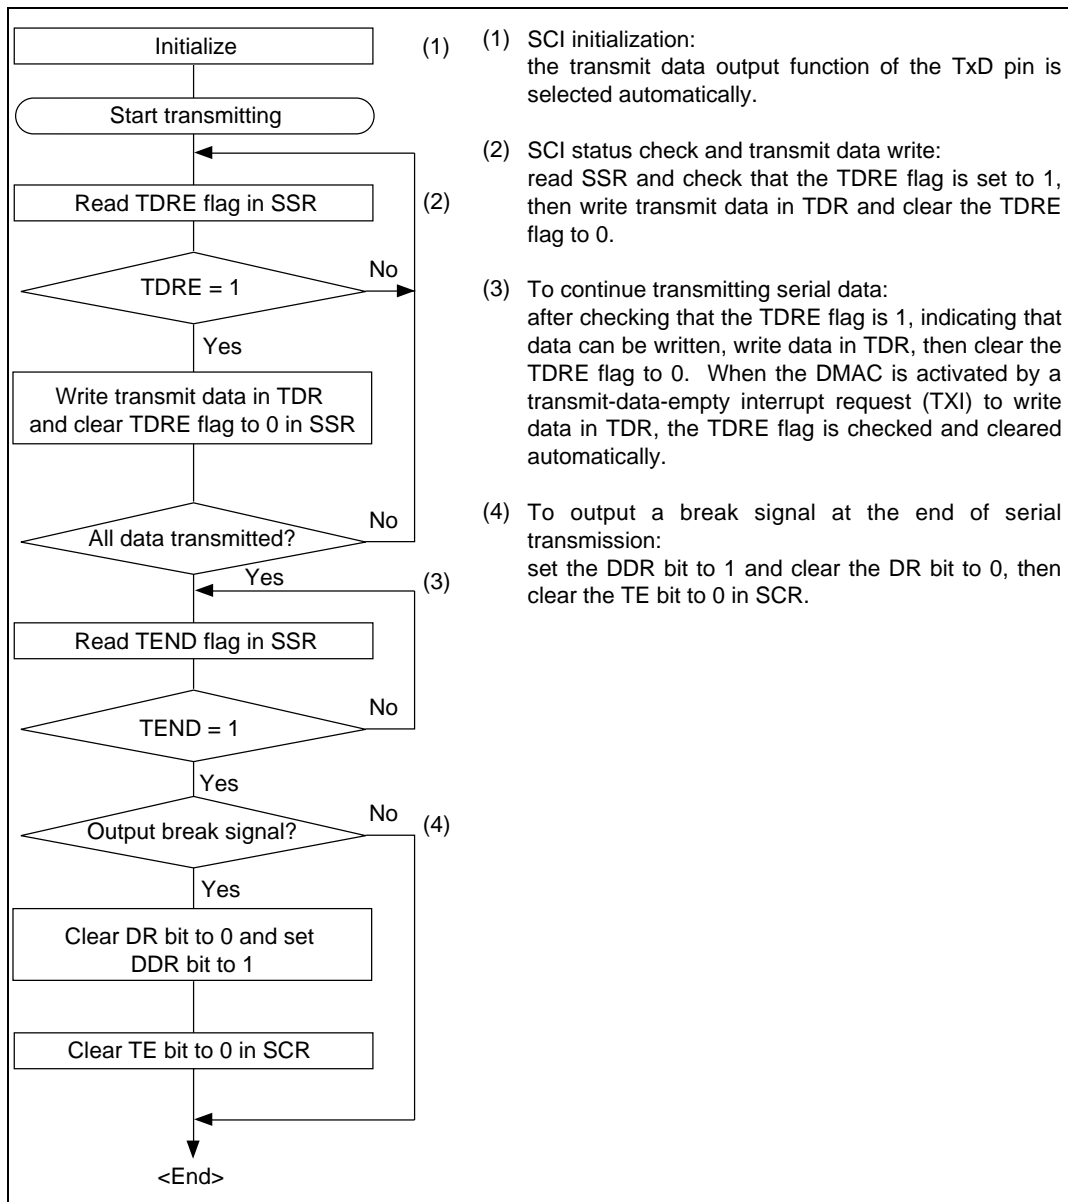 Initialize
(1)
Start transmitting
Read TDRE flag in SSR
(2)
TDRE = 1
No
Yes
Write transmit data in TDR
and clear TDRE flag to 0 in SSR
All data transmitted?
No
Yes
(3)
Read TEND flag in SSR
TEND = 1
No
Yes
Output break signal?
No
(4)
Yes
Clear DR bit to 0 and set
DDR bit to 1
Clear TE bit to 0 in SCR
<End>
(1) SCI initialization:
the transmit data output function of the TxD pin is
selected automatically.
(2) SCI status check and transmit data write:
read SSR and check that the TDRE flag is set to 1,
then write transmit data in TDR and clear the TDRE
flag to 0.
(3) To continue transmitting serial data:
after checking that the TDRE flag is 1, indicating that
data can be written, write data in TDR, then clear the
TDRE flag to 0. When the DMAC is activated by a
transmit-data-empty interrupt request (TXI) to write
data in TDR, the TDRE flag is checked and cleared
automatically.
(4) To output a break signal at the end of serial
transmission:
set the DDR bit to 1 and clear the DR bit to 0, then
clear the TE bit to 0 in SCR.